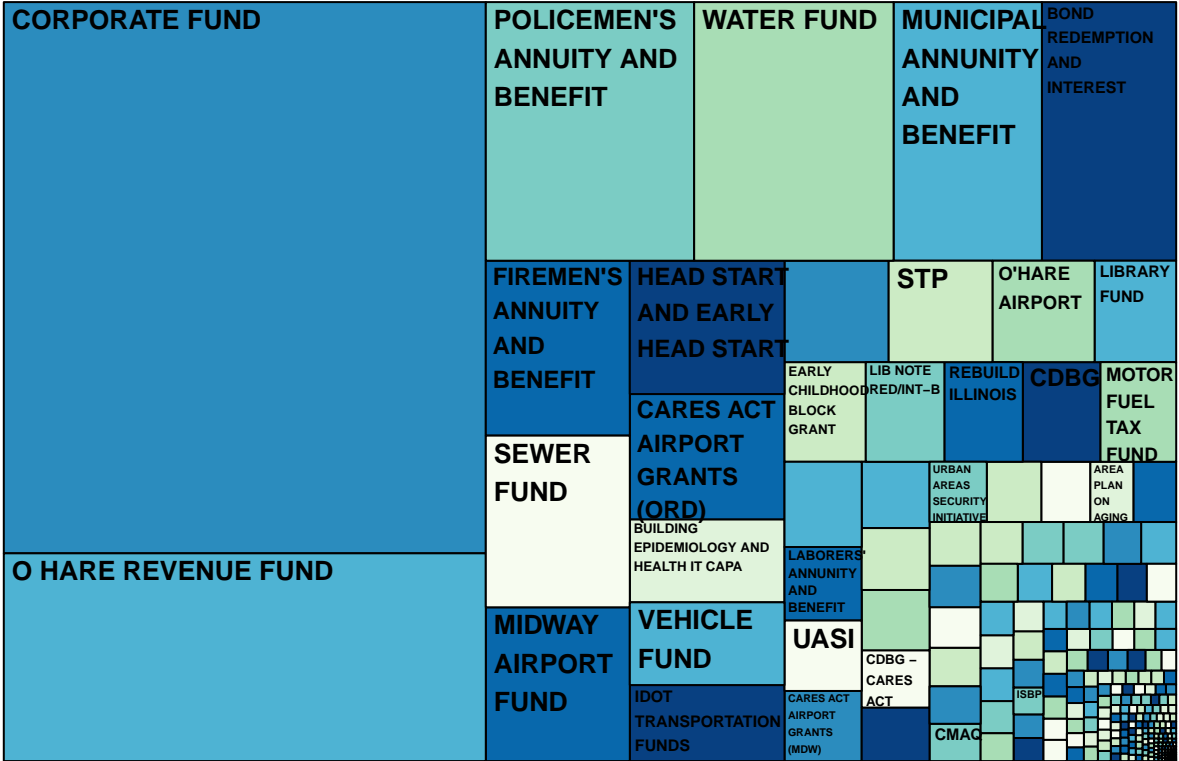 CORPORATE FUND
O HARE REVENUE FUND
POLICEMEN'S
ANNUITY AND
BENEFIT
WATER FUND
MUNICIPAL
ANNUNITY
AND
BENEFIT
BOND
REDEMPTION
AND
INTEREST
FIREMEN'S
ANNUITY
AND
BENEFIT
SEWER
FUND
MIDWAY
AIRPORT
FUND
HEAD START
AND EARLY
HEAD START
CARES ACT
AIRPORT
GRANTS
(ORD)
BUILDING
EPIDEMIOLOGY AND
HEALTH IT CAPA
VEHICLE
FUND
IDOT
TRANSPORTATION
FUNDS
STP
O'HARE
AIRPORT
LIBRARY
FUND
EARLY
CHILDHOOD
BLOCK
GRANT
LIB NOTE
RED/INT−B
REBUILD
ILLINOIS
CDBG
MOTOR
FUEL
TAX
FUND
LABORERS'
ANNUNITY
AND
BENEFIT
UASI
CARES ACT
AIRPORT
GRANTS
(MDW)
CDBG −
CARES
ACT
URBAN
AREAS
SECURITY
INITIATIVE
AREA
PLAN
ON
AGING
CMAQ
ISBP